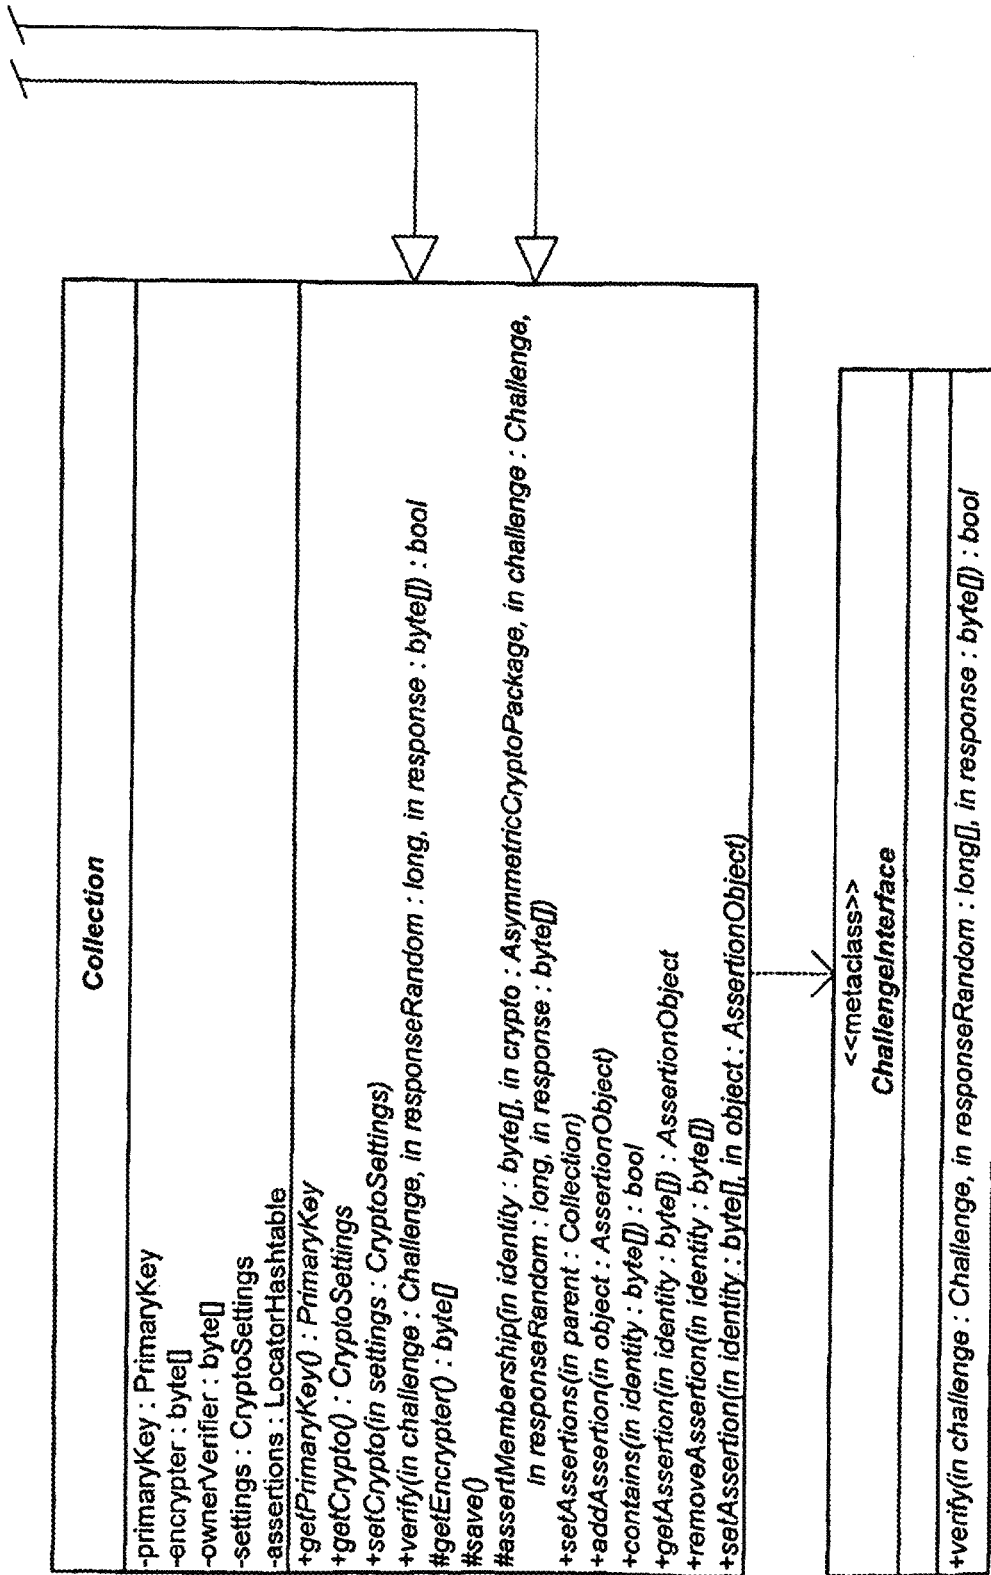 Collection
-primaryKey : PrimaryKey
-encrypter : byte[]
-ownerVerifier : byte[]
-settings : CryptoSettings
-assertions : LocatorHashtable
+getPrimaryKey() : PrimaryKey
+getCrypto() : CryptoSettings
+setCrypto(in settings : CryptoSettings)
+verify(in challenge : Challenge, in responseRandom : long, in response : byte[]) : bool
#getEncrypter() : byte[]
#save()
#assertMembership(in identity : byte[], in crypto : AsymmetricCryptoPackage, in challenge : Challenge,
in responseRandom : long, in response : byte[])
+setAssertions(in parent : Collection)
+addAssertion(in object : AssertionObject)
+contains(in identity : byte[]) : bool
+getAssertion(in identity : byte[]) : AssertionObject
+removeAssertion(in identity : byte[])
+setAssertion(in identity : byte[], in object : AssertionObject)
<<metaclass>>
ChallengeInterface
+verify(in challenge : Challenge, in responseRandom : long[], in response : byte[]) : bool